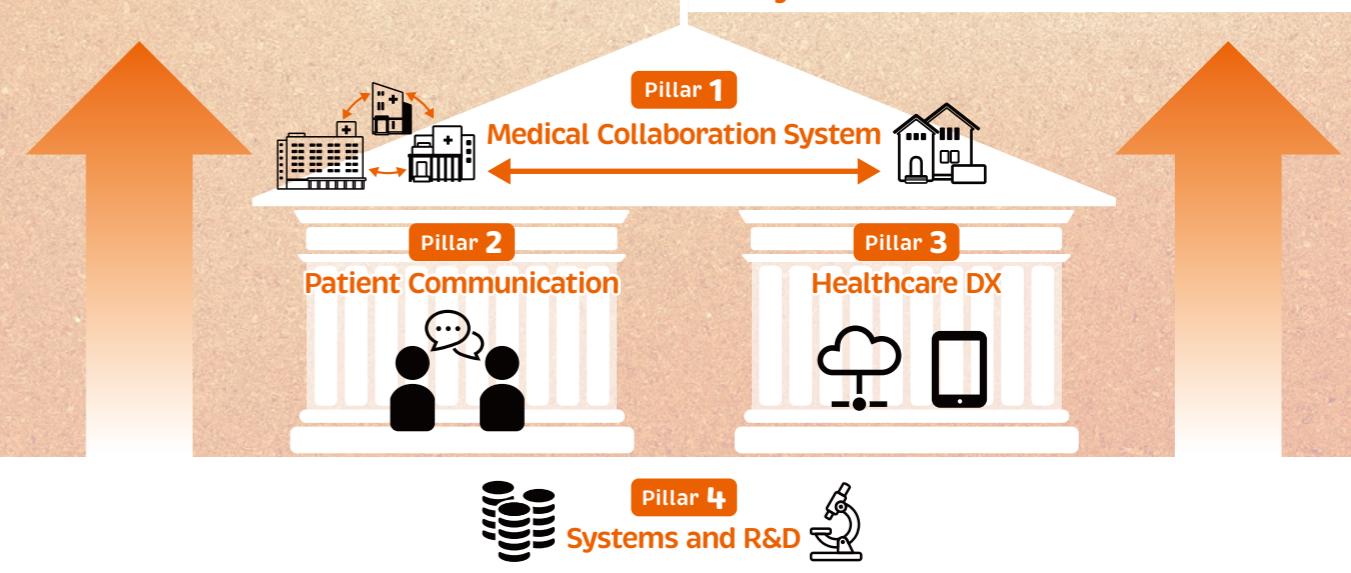 Pillar 1
Medical Collaboration System
Pillar 2
Pillar 3
Patient Communication
Healthcare DX
Pillar 4
Systems and R&D